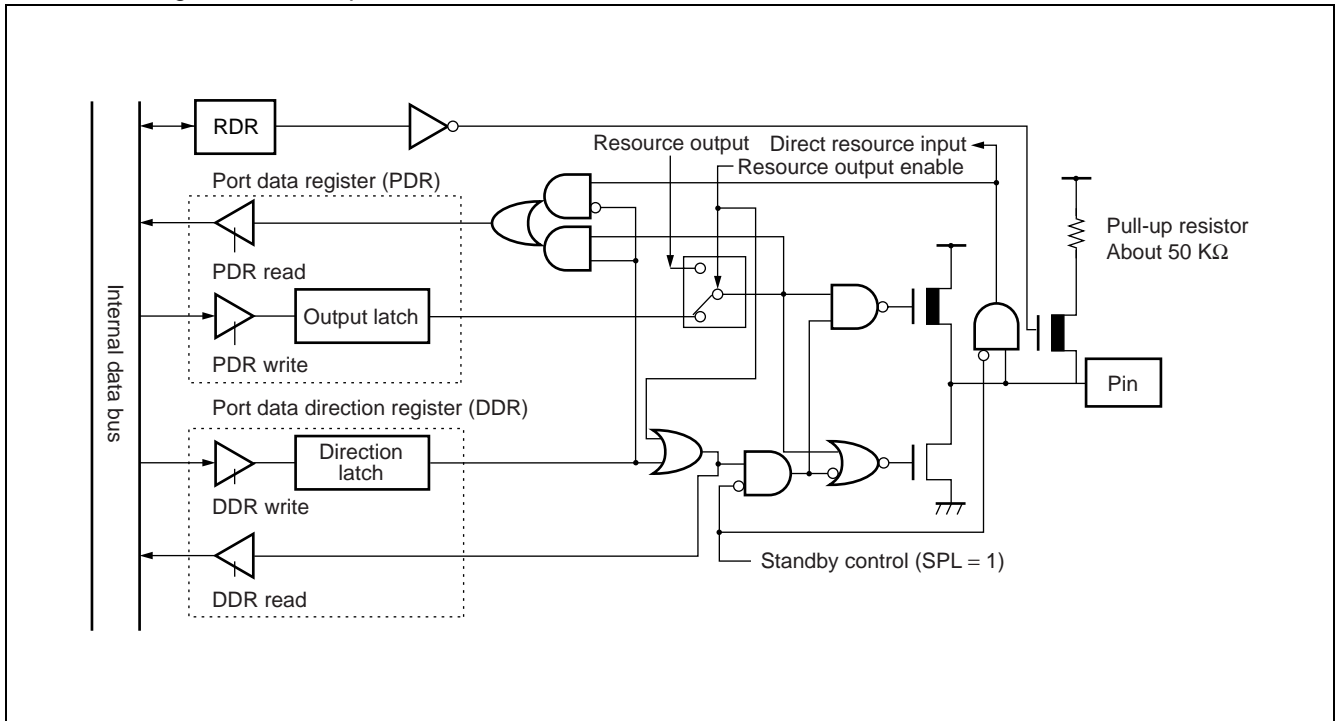 RDR
Resource output
Direct resource input
Resource output enable
Port data register (PDR)
PDR read
Output latch
PDR write
Pull-up resistor
About 50 KΩ
Internal data bus
Pin
Port data direction register (DDR)
Direction
latch
DDR write
DDR read
Standby control (SPL = 1)